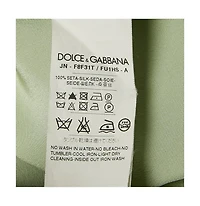 DOLCE & GABBANA
JN - F8F31T / FU1HS - A
100% SETA-SILK-SEDA-SOIE-
NO WASH IN WATER-NO BLEACH-NO
TUMBLER-COOL IRON-LIGHT DRY
CLEANING-INSIDE OUT IRON WASH